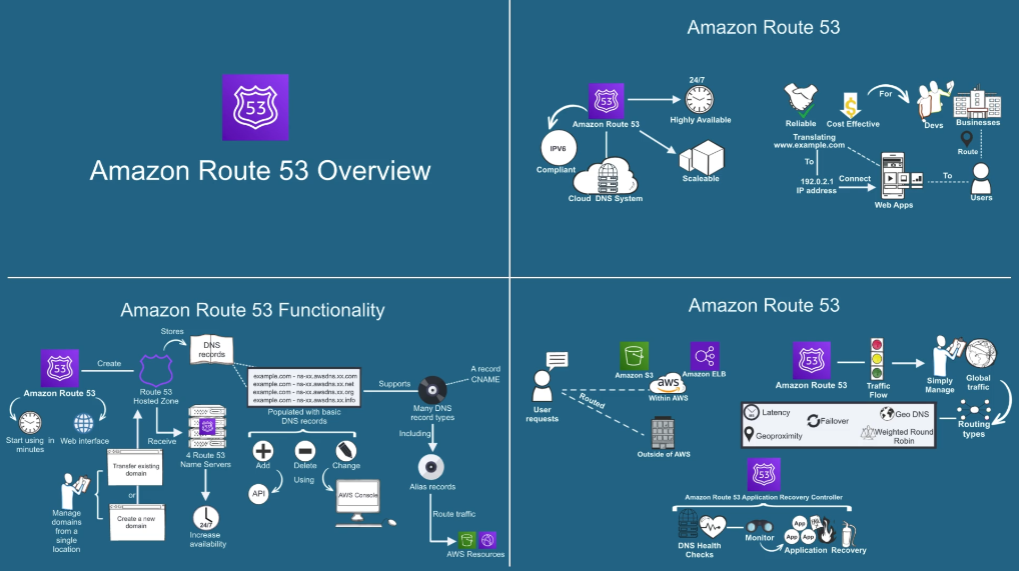 53
Amazon Route 53 Overview
Amazon Route 53
53
Amazon Route 53
24/7
Highly Available
IPV6
Compliant
Scaleable
Cloud DNS System
Reliable
Cost Effective
For
Devs
Businesses
Translating
www.example.com
To
192.0.2.1
IP address
Connect
Web Apps
Route
To
Users
Amazon Route 53 Functionality
53
Amazon Route 53
Start using in
minutes
Web interface
Create
53
Route 53
Hosted Zone
Stores
DNS
records
Receive
53
4 Route 53
Name Servers
24/7
Increase
availability
Manage
domains
from a
single
location
Transfer existing
domain
or
Create a new
domain
example.com - ns-xx.awsdns.xx.com
example.com - ns-xx.awsdns.xx.net
example.com - ns-xx.awsdns.xx.org
example.com - ns-xx.awsdns.xx.info
Populated with basic
DNS records
Add
Delete
Change
Using
API
AWS Console
Supports
A record
CNAME
Many DNS
record types
Including
Alias records
Route traffic
AWS Resources
Amazon Route 53
User
requests
Routed
Amazon S3
Amazon ELB
aws
Within AWS
Outside of AWS
53
Amazon Route 53
Traffic
Flow
Simply
Manage
Global
traffic
Routing
types
Latency
Geoproximity
Failover
Geo DNS
Weighted Round
Robin
53
Amazon Route 53 Application Recovery Controller
DNS Health
Checks
Monitor
App
App
App
Application Recovery